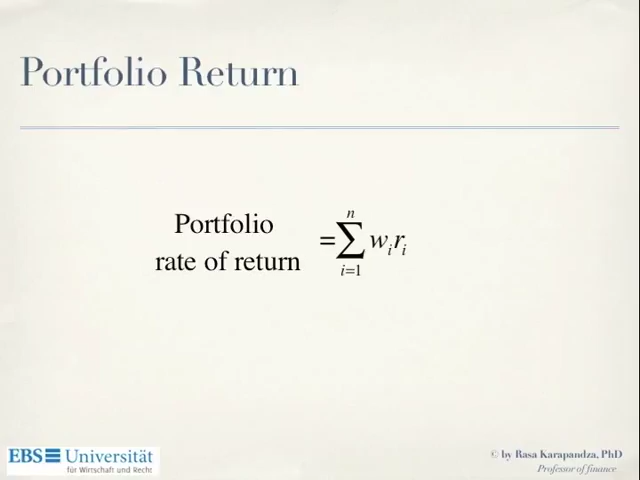 Portfolio Return
Portfolio
rate of return
=∑ wᵢrᵢ
n
i=1
EBS Universität
für Wirtschaft und Recht
© by Rasa Karapandza, PhD
Professor of finance